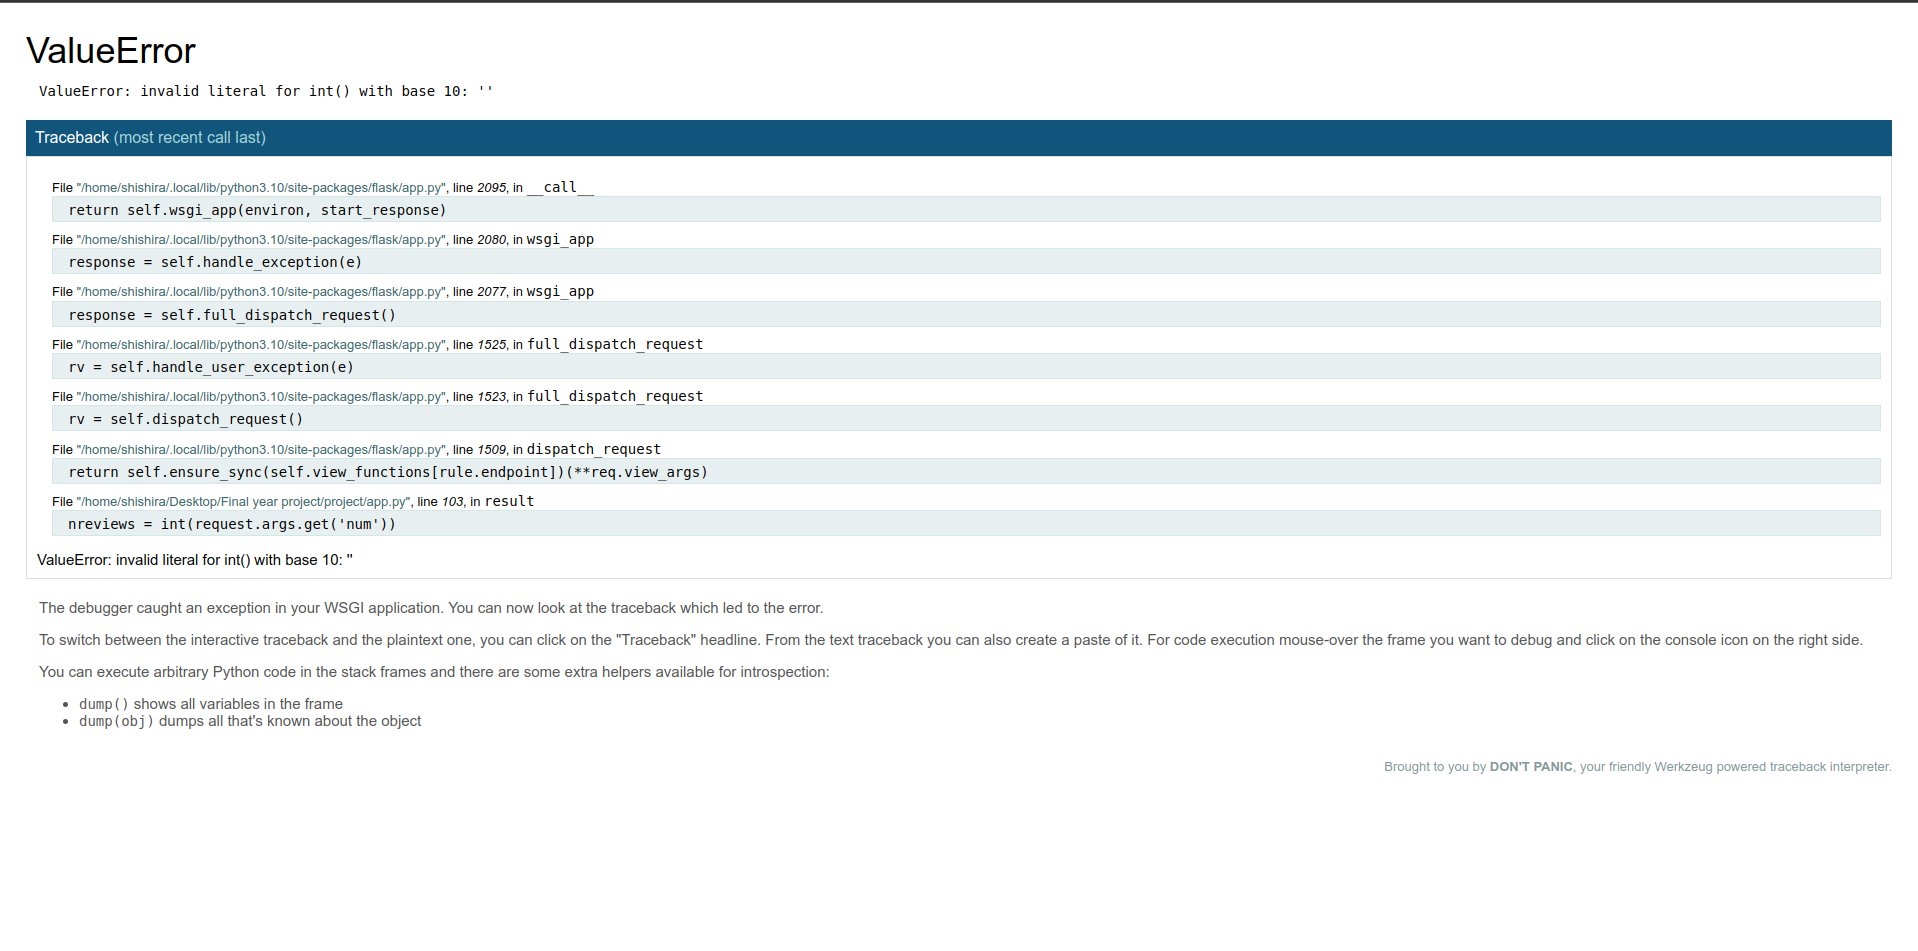 ValueError
ValueError: invalid literal for int() with base 10: ''
Traceback (most recent call last)
File "/home/shishira/.local/lib/python3.10/site-packages/flask/app.py", line 2095, in __call__
return self.wsgi_app(environ, start_response)
File "/home/shishira/.local/lib/python3.10/site-packages/flask/app.py", line 2080, in wsgi_app
response = self.handle_exception(e)
File "/home/shishira/.local/lib/python3.10/site-packages/flask/app.py", line 2077, in wsgi_app
response = self.full_dispatch_request()
File "/home/shishira/.local/lib/python3.10/site-packages/flask/app.py", line 1525, in full_dispatch_request
rv = self.handle_user_exception(e)
File "/home/shishira/.local/lib/python3.10/site-packages/flask/app.py", line 1523, in full_dispatch_request
rv = self.dispatch_request()
File "/home/shishira/.local/lib/python3.10/site-packages/flask/app.py", line 1509, in dispatch_request
return self.ensure_sync(self.view_functions[rule.endpoint])(**req.view_args)
File "/home/shishira/Desktop/Final year project/project/app.py", line 103, in result
nreviews = int(request.args.get('num'))
ValueError: invalid literal for int() with base 10: ''
The debugger caught an exception in your WSGI application. You can now look at the traceback which led to the error.
To switch between the interactive traceback and the plaintext one, you can click on the "Traceback" headline. From the text traceback you can also create a paste of it. For code execution mouse-over the frame you want to debug and click on the console icon on the right side.
You can execute arbitrary Python code in the stack frames and there are some extra helpers available for introspection:
• dump() shows all variables in the frame
• dump(obj) dumps all that's known about the object
Brought to you by DON'T PANIC, your friendly Werkzeug powered traceback interpreter.